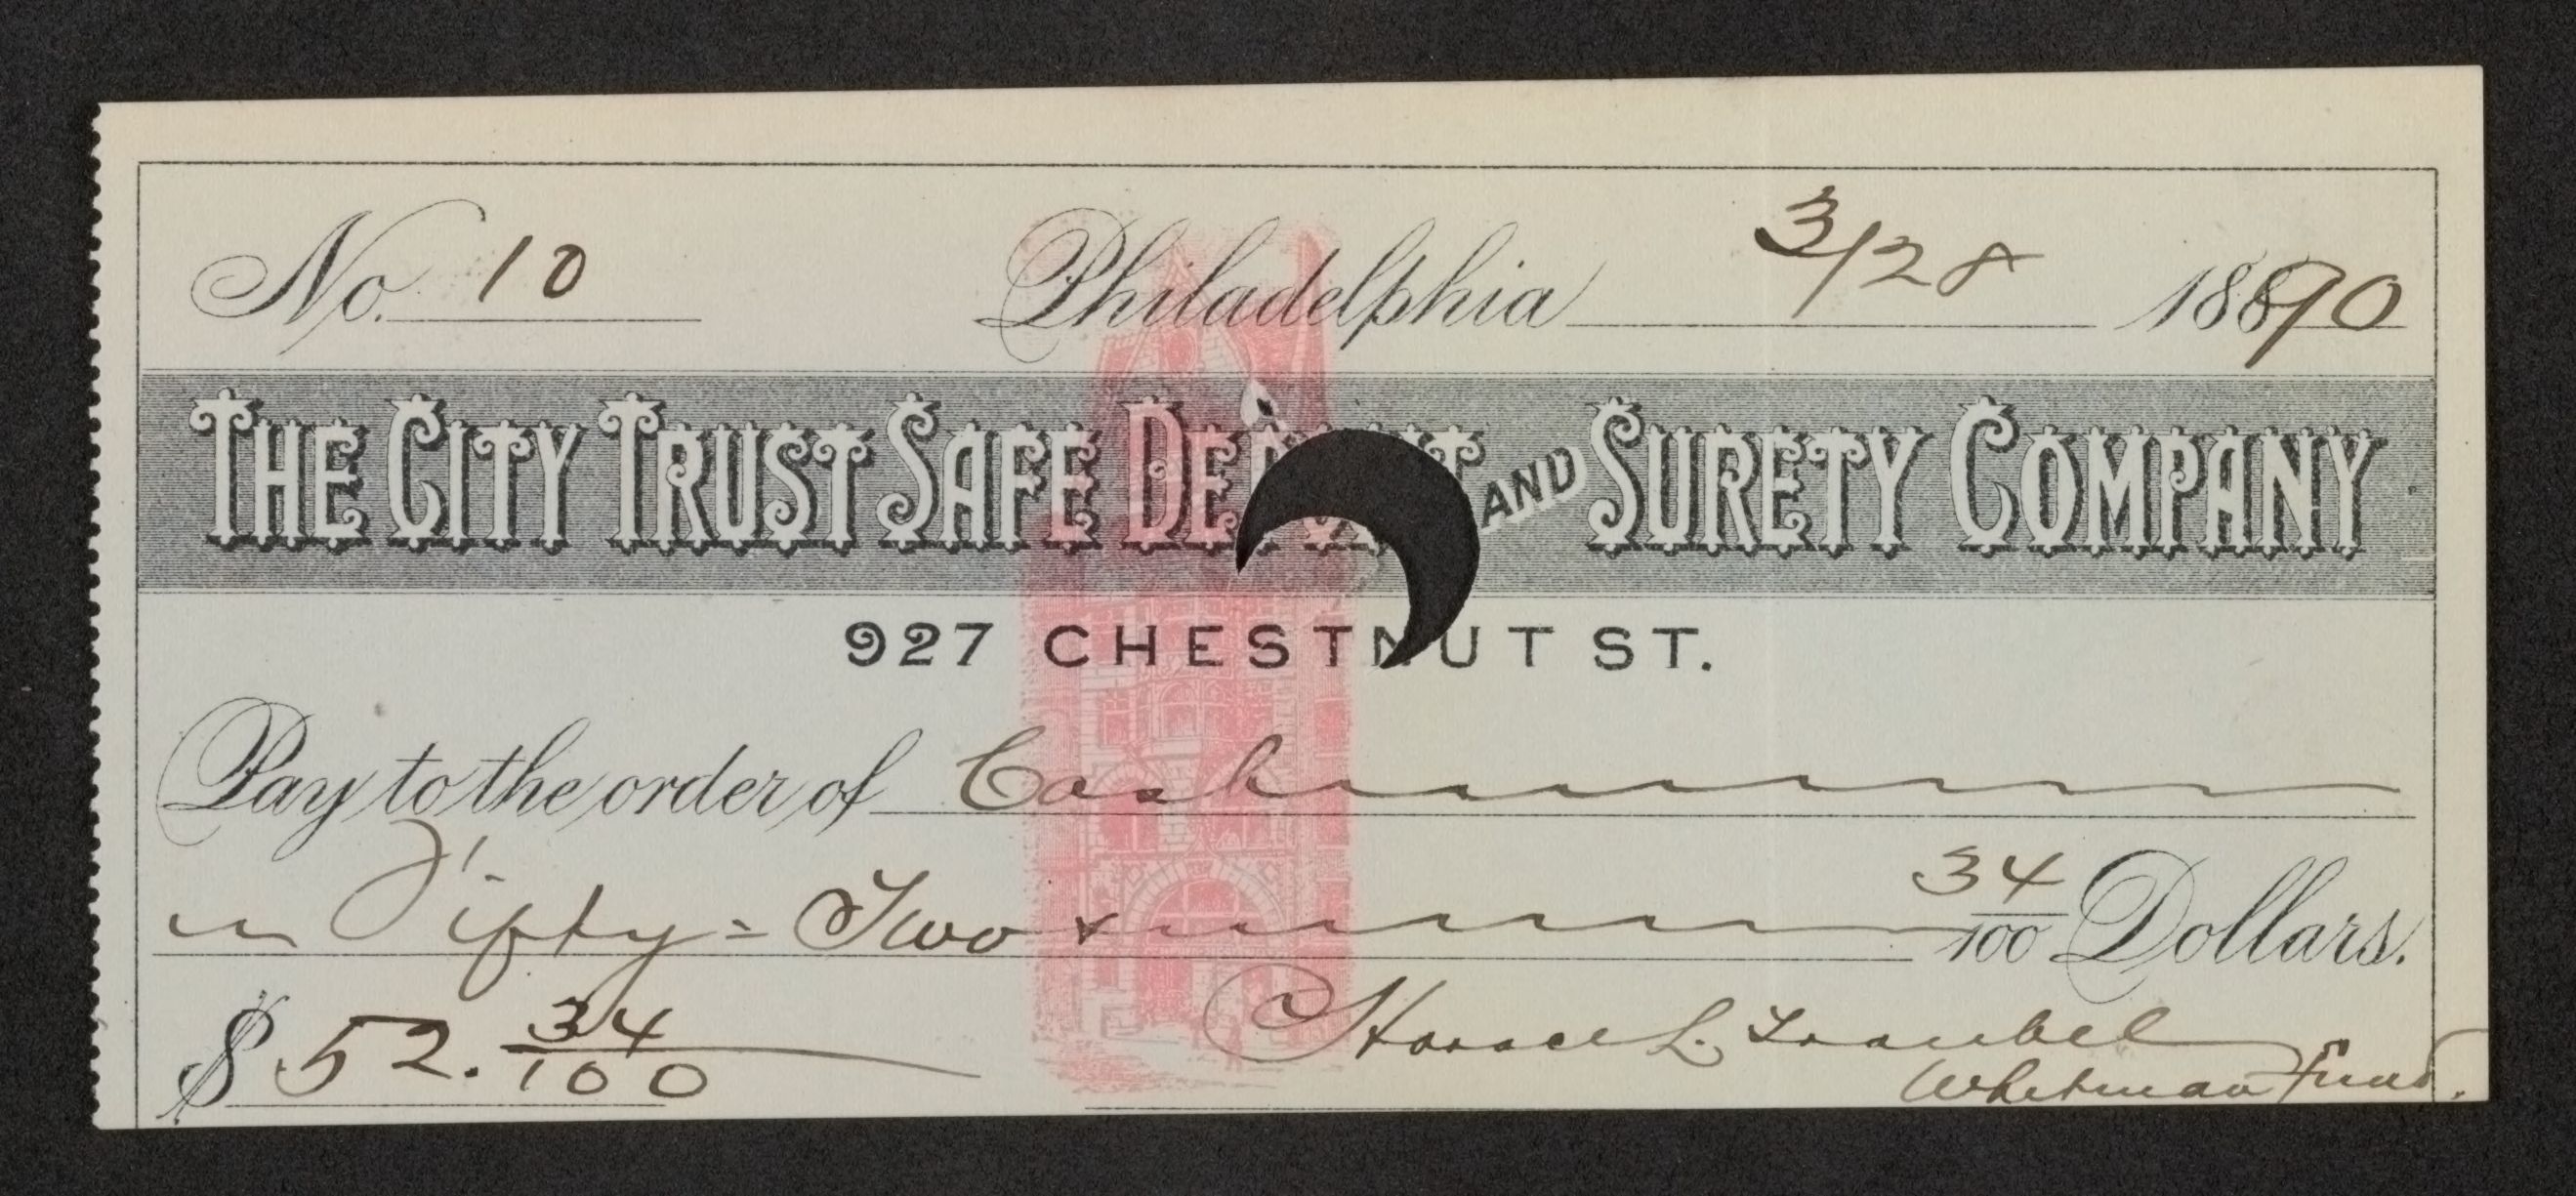 No. 10 Philadelphia 3/28 1890
THE CITY TRUST SAFE DEPOSIT AND SURETY COMPANY
927 CHESTNUT ST.
Pay to the order of Cash
Fifty=Two & 34/100 Dollars.
$ 52.34/100 Horace L. Traubel
Whitman Fund.